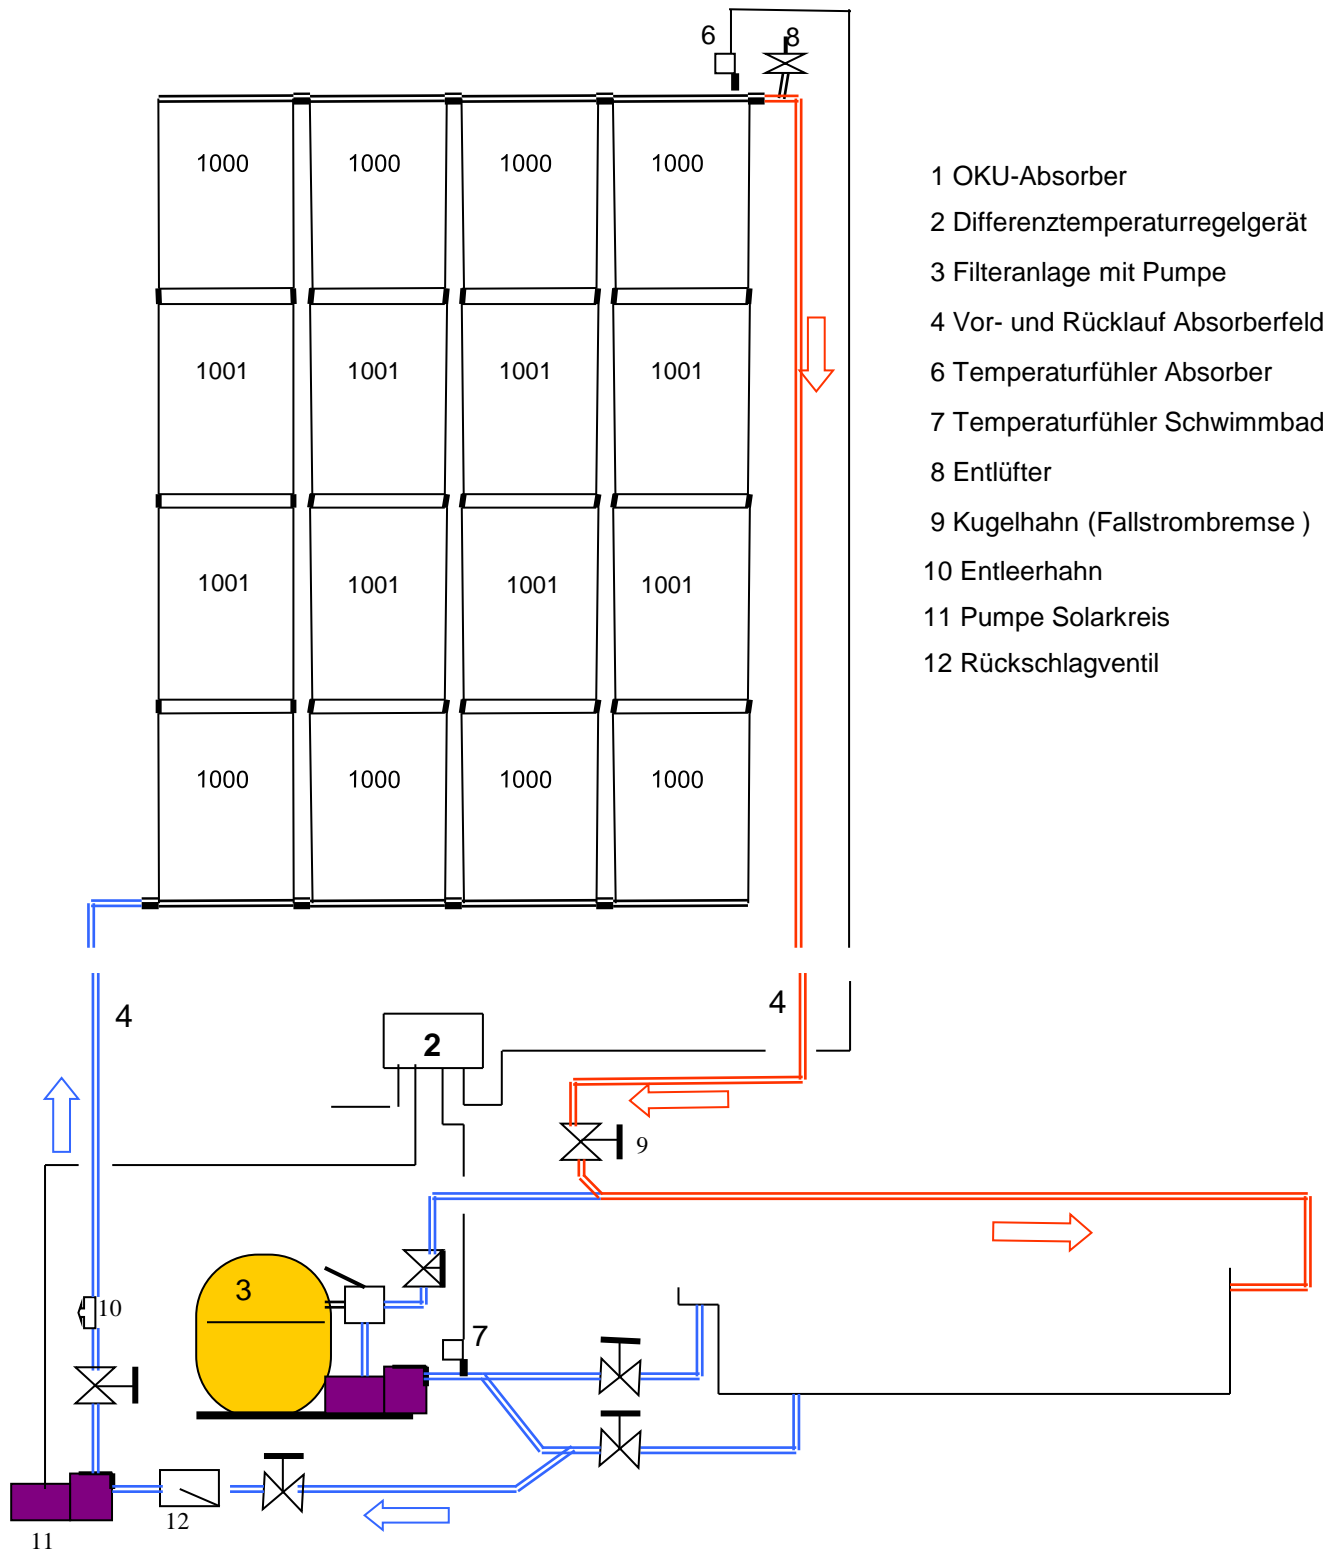 6
8
1000 1000 1000 1000
1 OKU-Absorber
2 Differenztemperaturregelgerät
3 Filteranlage mit Pumpe
4 Vor- und Rücklauf Absorberfeld
1001 1001 1001 1001
6 Temperaturfühler Absorber
7 Temperaturfühler Schwimmbad
8 Entlüfter
9 Kugelhahn (Fallstrombremse )
10 Entleerhahn
1001 1001 1001 1001
11 Pumpe Solarkreis
12 Rückschlagventil
1000 1000 1000 1000
4
4
2
9
3
10
7
12
11